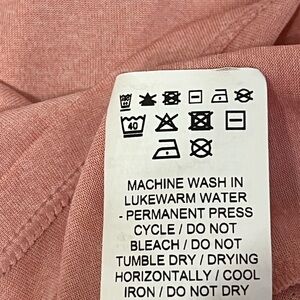 40
MACHINE WASH IN
LUKEWARM WATER
- PERMANENT PRESS
CYCLE / DO NOT
BLEACH / DO NOT
TUMBLE DRY / DRYING
HORIZONTALLY / COOL
IRON / DO NOT DRY